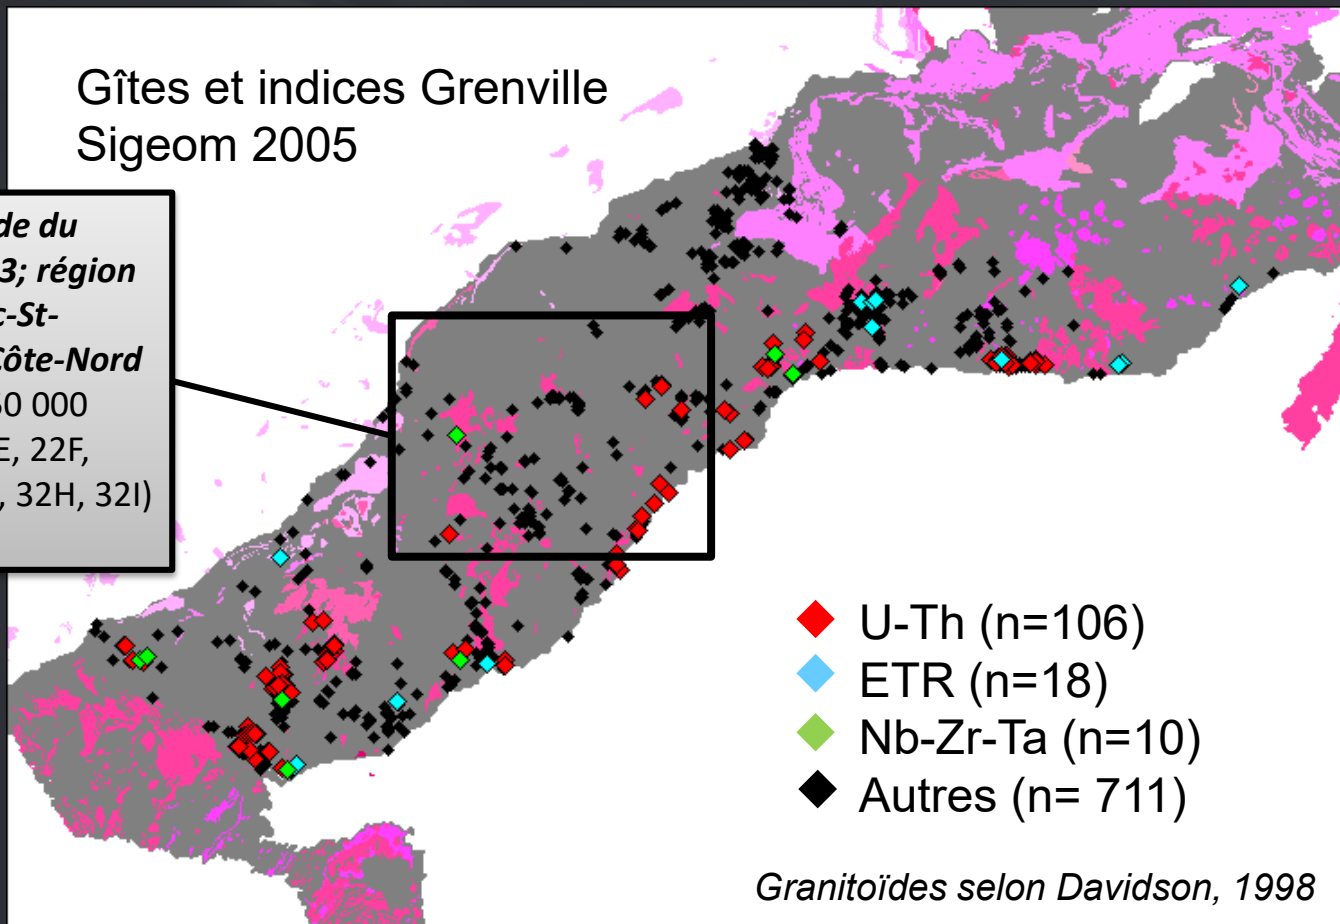 Gîtes et indices Grenville
Sigeom 2005
de du
3; région
c-St-
Côte-Nord
50 000
E, 22F,
, 32H, 32I)
U-Th (n=106)
ETR (n=18)
Nb-Zr-Ta (n=10)
Autres (n= 711)
Granitoïdes selon Davidson, 1998